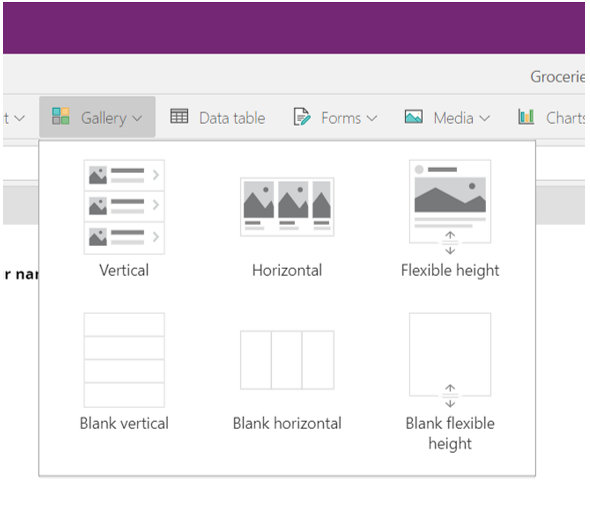 Grocerie
t
Gallery
Data table
Forms
Media
Charts
r nar
Vertical
Horizontal
Flexible height
Blank vertical
Blank horizontal
Blank flexible
height